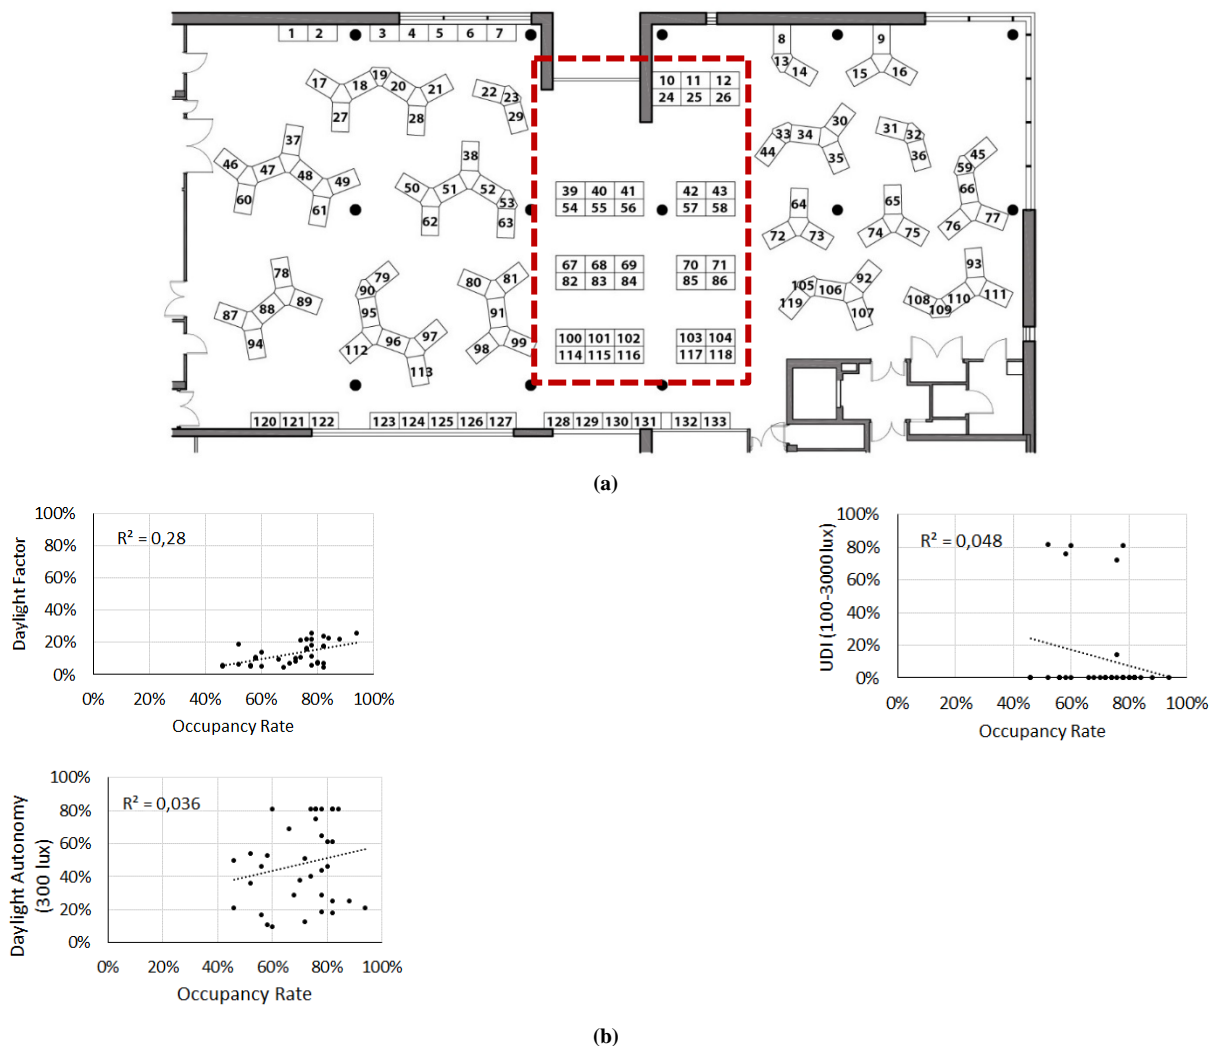 1 2 3 4 5 6 7 8 9
10 11 12
13 14 15 16
17 18 19 20 21 22 23
24 25 26
27 28 29 30 31 32
33 34 35 36
37 38
39 40 41 42 43
44 45
46 47 48 49 50 51 52 53
54 55 56 57 58
59
60 61 62 63 64 65 66
67 68 69 70 71
72 73 74 75 76 77
78 79 80 81
82 83 84 85 86
87 88 89 90 91 92 93
94 95 96 97 98 99
100 101 102 103 104
105 106 107 108 109 110 111
112 113
114 115 116 117 118
119
120 121 122 123 124 125 126 127 128 129 130 131 132 133
(a)
Daylight Factor
100%
80%
60%
40%
20%
0%
R² = 0,28
0% 20% 40% 60% 80% 100%
Occupancy Rate
UDI (100-3000 lux)
100%
80%
60%
40%
20%
0%
R² = 0,048
0% 20% 40% 60% 80% 100%
Occupancy Rate
Daylight Autonomy
(300 lux)
100%
80%
60%
40%
20%
0%
R² = 0,036
0% 20% 40% 60% 80% 100%
Occupancy Rate
(b)